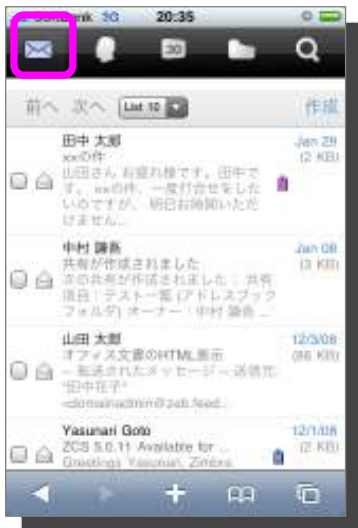 SoftBank 3G 20:35
30
前へ 次へ List 10 作成
田中 太郎 Jan 29
xxの件 (2 KB)
山田さん お疲れ様です。田中で
す。xxの件、一度打合せをした
いのですが、 明日お時間いただ
けません...
中村 謙吾 Jan 08
共有が作成されました (3 KB)
次の共有が作成されました： 共有
項目：テスト一覧 (アドレスブック
フォルダ) オーナー：中村 謙吾 ...
山田 太郎 12/3/08
オフィス文書のHTML展示 (86 KB)
-- 転送されたメッセージ -- 送信元:
"田中花子"
<domainadmin@zab.feed...
Yasunari Goto 12/1/08
ZCS 5.0.11 Available for ... (2 KB)
Greetings Yasunari, Zimbra